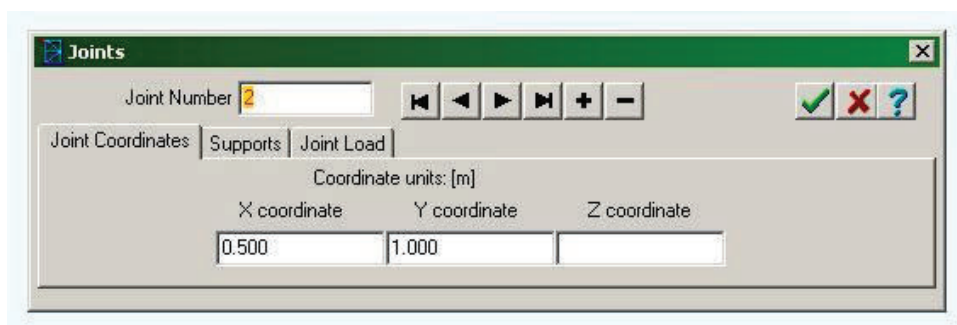 Joints
Joint Number 2
Joint Coordinates Supports Joint Load
Coordinate units: [m]
X coordinate Y coordinate Z coordinate
0.500 1.000